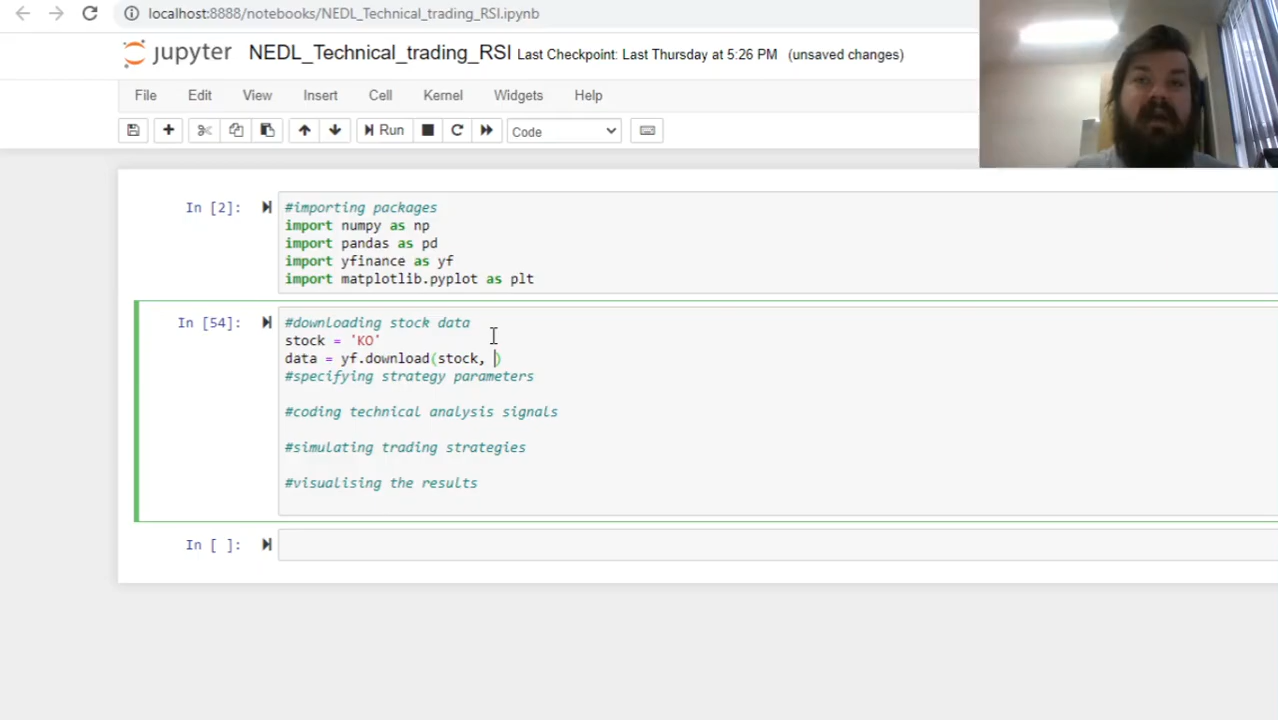 localhost:8888/notebooks/NEDL_Technical_trading_RSI.ipynb
jupyter NEDL_Technical_trading_RSI Last Checkpoint: Last Thursday at 5:26 PM (unsaved changes)
File Edit View Insert Cell Kernel Widgets Help
Run Code
In [2]: #importing packages
import numpy as np
import pandas as pd
import yfinance as yf
import matplotlib.pyplot as plt
In [54]: #downloading stock data
stock = 'KO'
data = yf.download(stock, )
#specifying strategy parameters
#coding technical analysis signals
#simulating trading strategies
#visualising the results
In [ ]: